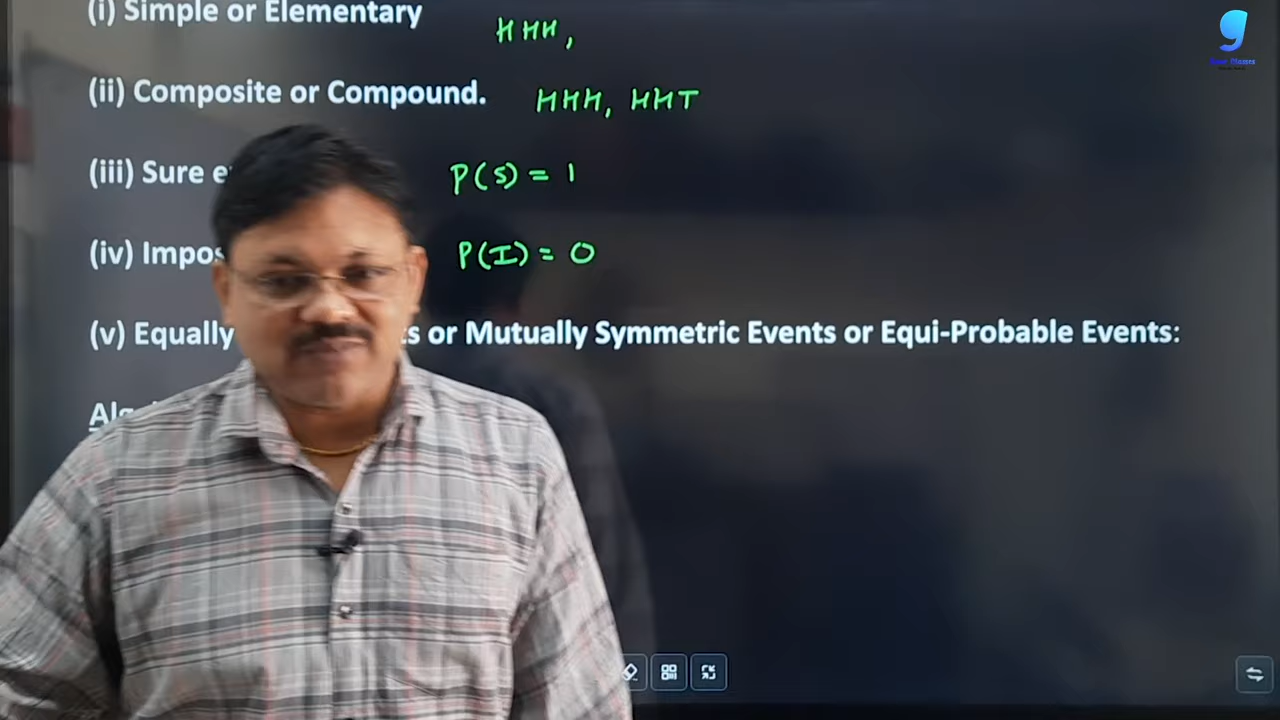 (i) Simple or Elementary HHH,
(ii) Composite or Compound. HHH, HHT
(iii) Sure P(S) = 1
(iv) P(I) = 0
(v) Equally or Mutually Symmetric Events or Equi-Probable Events: